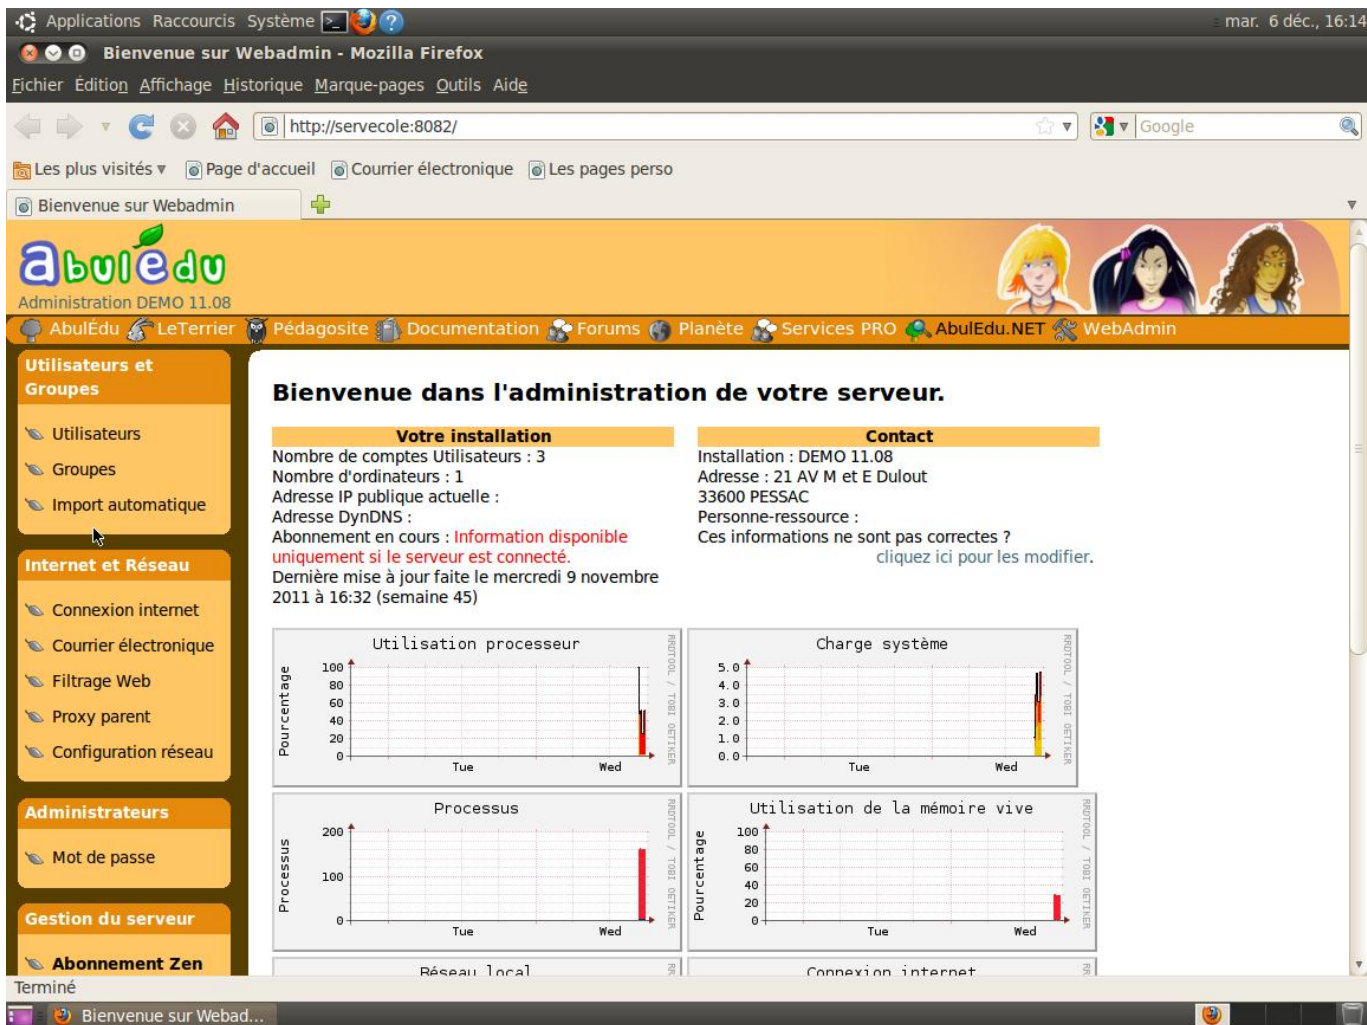 Applications Raccourcis Système mar. 6 déc., 16:14
Bienvenue sur Webadmin - Mozilla Firefox
Fichier Édition Affichage Historique Marque-pages Outils Aide
http://servecole:8082/ Google
Les plus visités Page d'accueil Courrier électronique Les pages perso
Bienvenue sur Webadmin
abulédu
Administration DEMO 11.08
AbulÉdu LeTerrier Pédagosite Documentation Forums Planète Services PRO AbulEdu.NET WebAdmin
Utilisateurs et
Groupes
Utilisateurs
Groupes
Import automatique
Internet et Réseau
Connexion internet
Courrier électronique
Filtrage Web
Proxy parent
Configuration réseau
Administrateurs
Mot de passe
Gestion du serveur
Abonnement Zen
Bienvenue dans l'administration de votre serveur.
Votre installation
Nombre de comptes Utilisateurs : 3
Nombre d'ordinateurs : 1
Adresse IP publique actuelle :
Adresse DynDNS :
Abonnement en cours : Information disponible
uniquement si le serveur est connecté.
Dernière mise à jour faite le mercredi 9 novembre
2011 à 16:32 (semaine 45)
Contact
Installation : DEMO 11.08
Adresse : 21 AV M et E Dulout
33600 PESSAC
Personne-ressource :
Ces informations ne sont pas correctes ?
cliquez ici pour les modifier.
Utilisation processeur
Pourcentage
100
80
60
40
20
0
Tue Wed
RRDTOOL / TOBI OETIKER
Charge système
5.0
4.0
3.0
2.0
1.0
0.0
Tue Wed
RRDTOOL / TOBI OETIKER
Processus
Processus
200
100
0
Tue Wed
RRDTOOL / TOBI OETIKER
Utilisation de la mémoire vive
Pourcentage
100
80
60
40
20
0
Tue Wed
RRDTOOL / TOBI OETIKER
Réseau local
Connexion internet
Terminé
Bienvenue sur Webad...